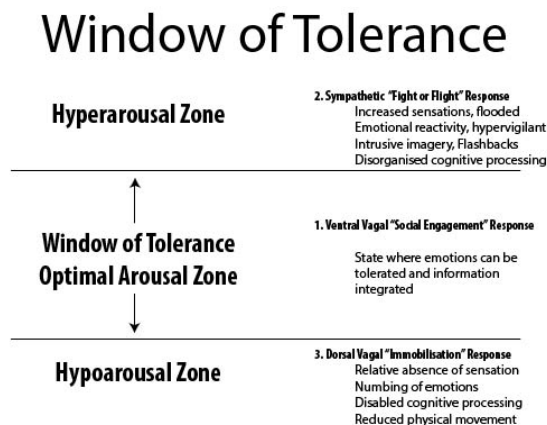 Window of Tolerance
Hyperarousal Zone
2. Sympathetic "Fight or Flight" Response
Increased sensations, flooded
Emotional reactivity, hypervigilant
Intrusive imagery, Flashbacks
Disorganised cognitive processing
Window of Tolerance
Optimal Arousal Zone
1. Ventral Vagal "Social Engagement" Response
State where emotions can be
tolerated and information
integrated
Hypoarousal Zone
3. Dorsal Vagal "Immobilisation" Response
Relative absence of sensation
Numbing of emotions
Disabled cognitive processing
Reduced physical movement